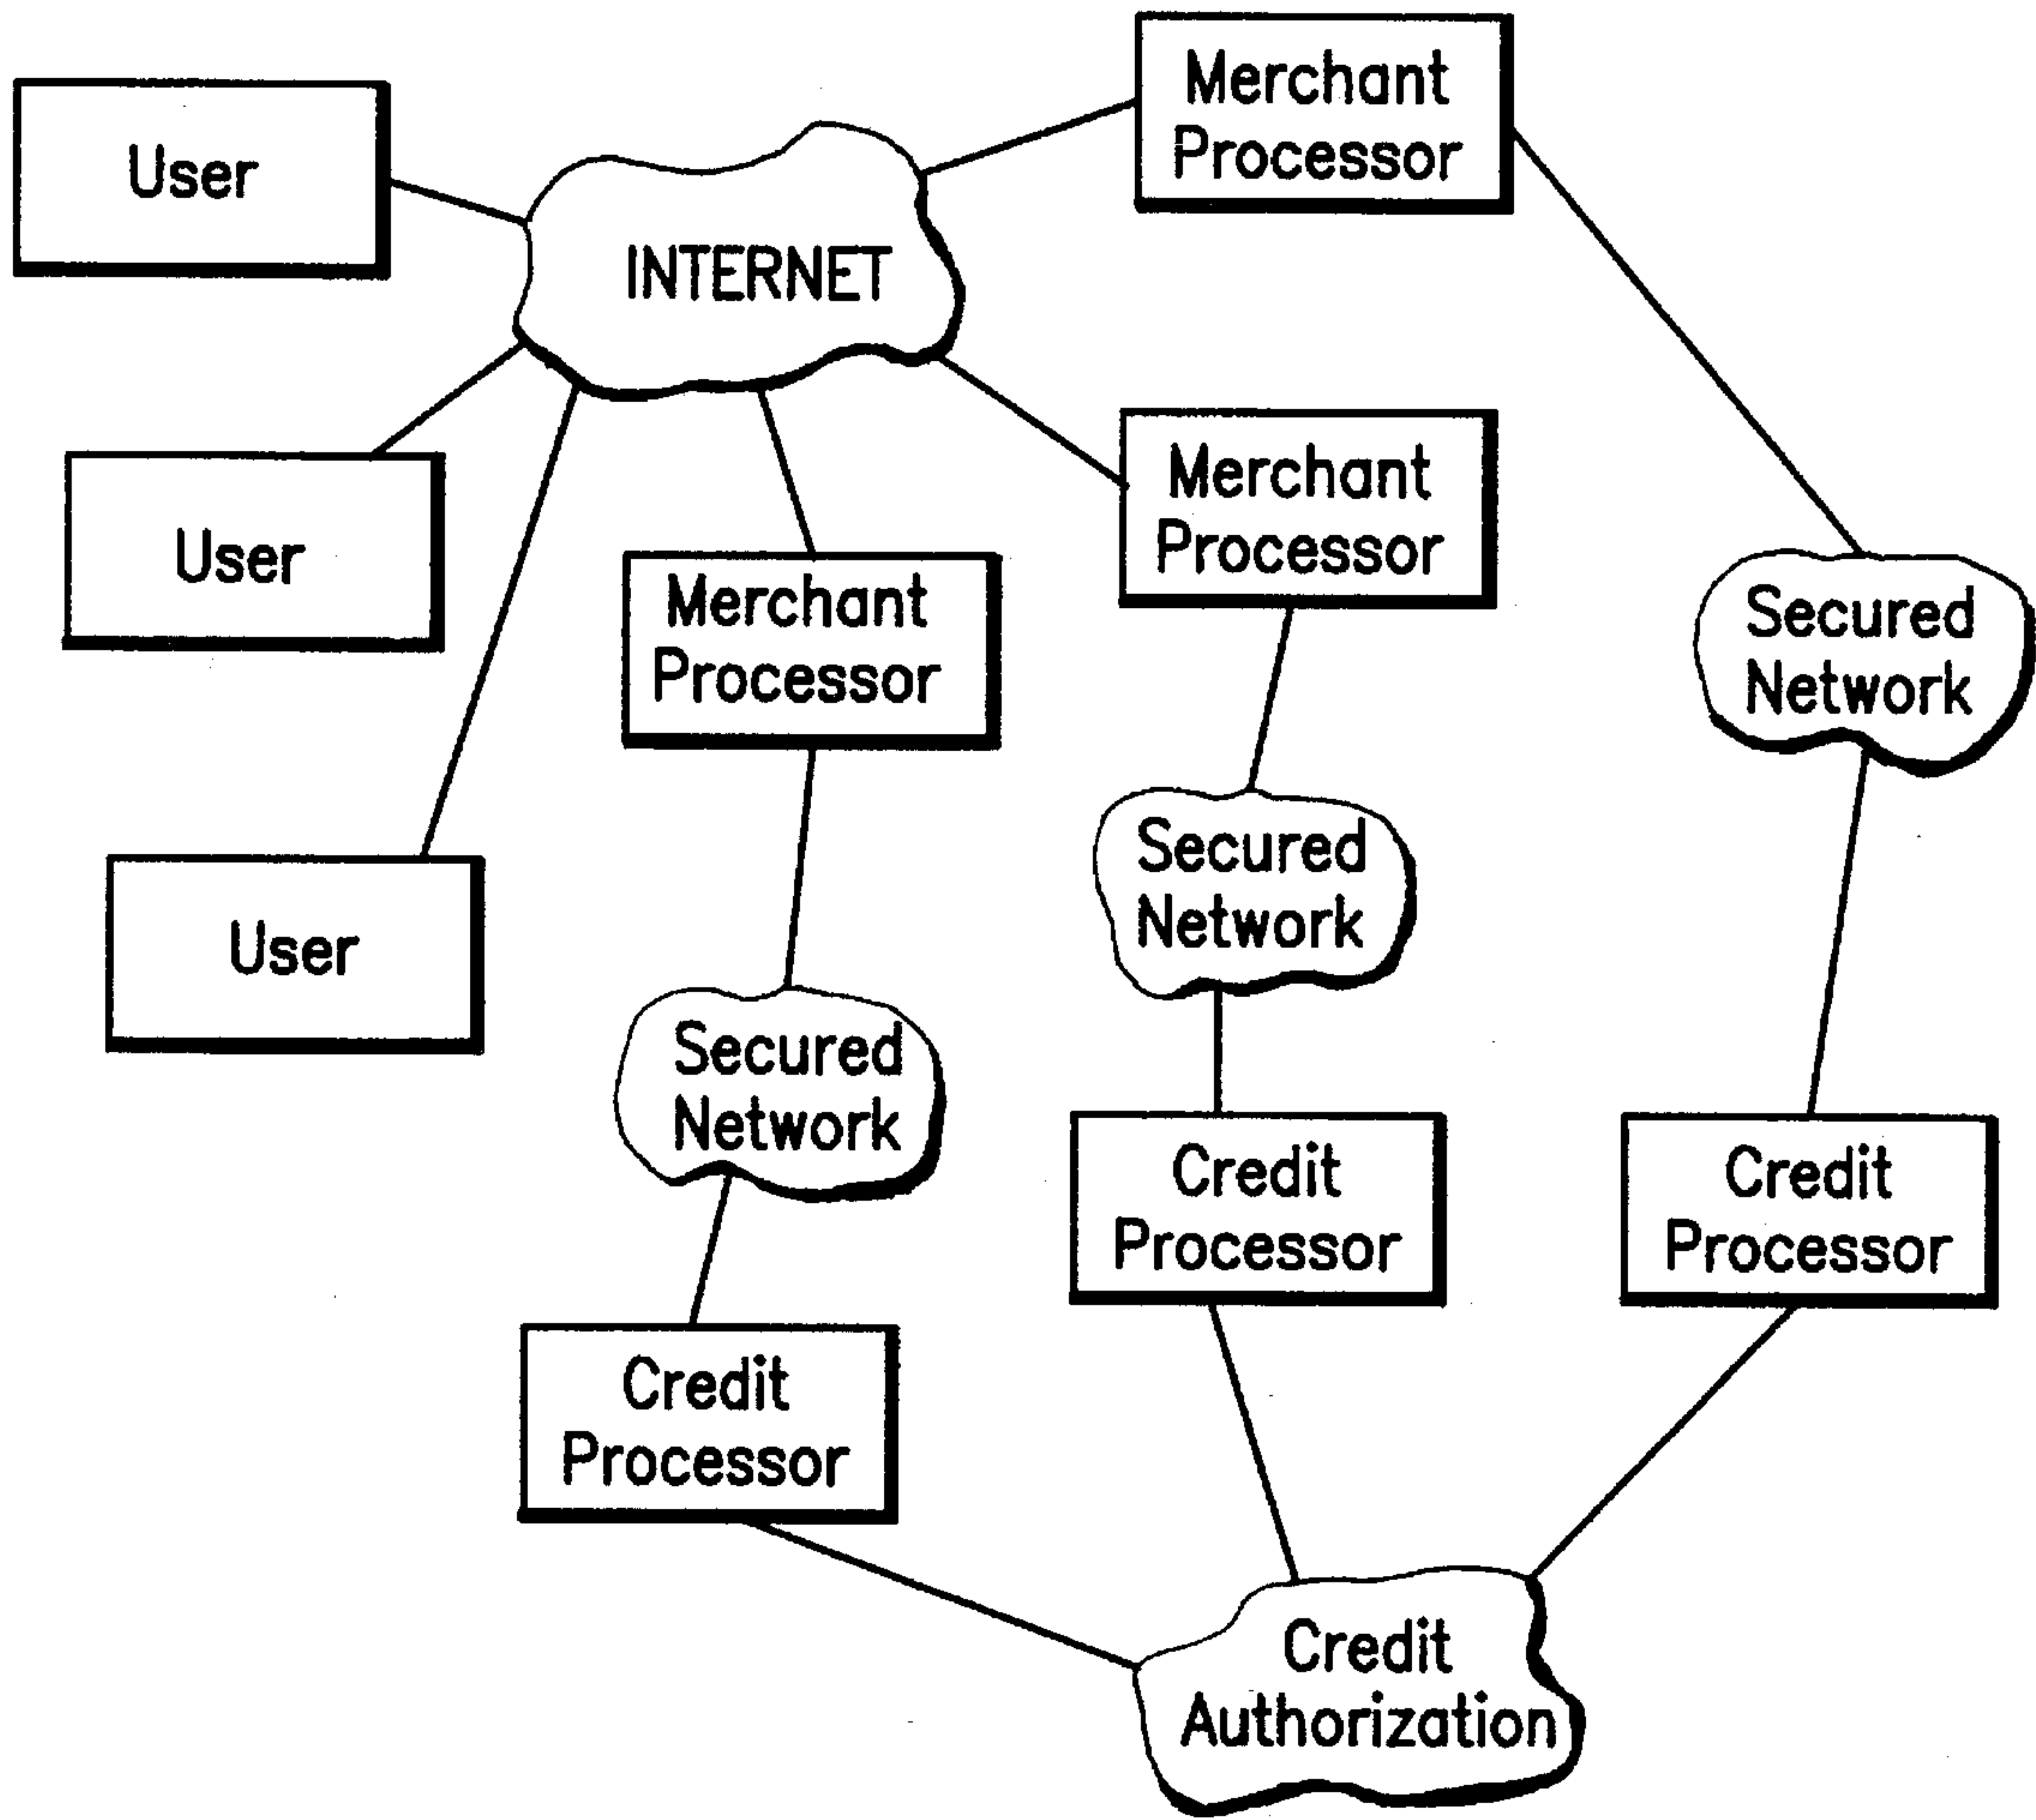 Merchant
Processor
User
INTERNET
Merchant
Processor
User
Merchant
Processor
Secured
Network
Secured
Network
User
Secured
Network
Credit
Processor
Credit
Processor
Credit
Processor
Credit
Authorization